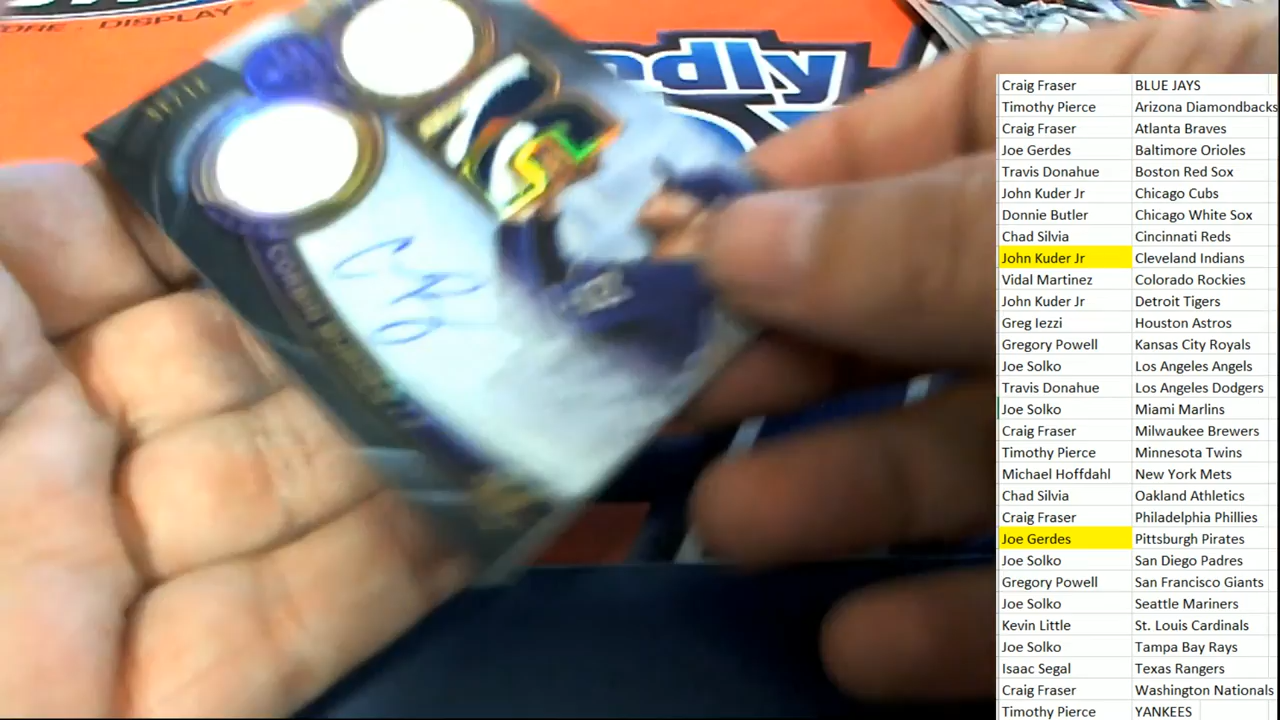 DISPLAY
dly
Craig Fraser BLUE JAYS
Timothy Pierce Arizona Diamondbacks
Craig Fraser Atlanta Braves
Joe Gerdes Baltimore Orioles
Travis Donahue Boston Red Sox
John Kuder Jr Chicago Cubs
Donnie Butler Chicago White Sox
Chad Silvia Cincinnati Reds
John Kuder Jr Cleveland Indians
Vidal Martinez Colorado Rockies
John Kuder Jr Detroit Tigers
Greg Iezzi Houston Astros
Gregory Powell Kansas City Royals
Joe Solko Los Angeles Angels
Travis Donahue Los Angeles Dodgers
Joe Solko Miami Marlins
Craig Fraser Milwaukee Brewers
Timothy Pierce Minnesota Twins
Michael Hoffdahl New York Mets
Chad Silvia Oakland Athletics
Craig Fraser Philadelphia Phillies
Joe Gerdes Pittsburgh Pirates
Joe Solko San Diego Padres
Gregory Powell San Francisco Giants
Joe Solko Seattle Mariners
Kevin Little St. Louis Cardinals
Joe Solko Tampa Bay Rays
Isaac Segal Texas Rangers
Craig Fraser Washington Nationals
Timothy Pierce YANKEES